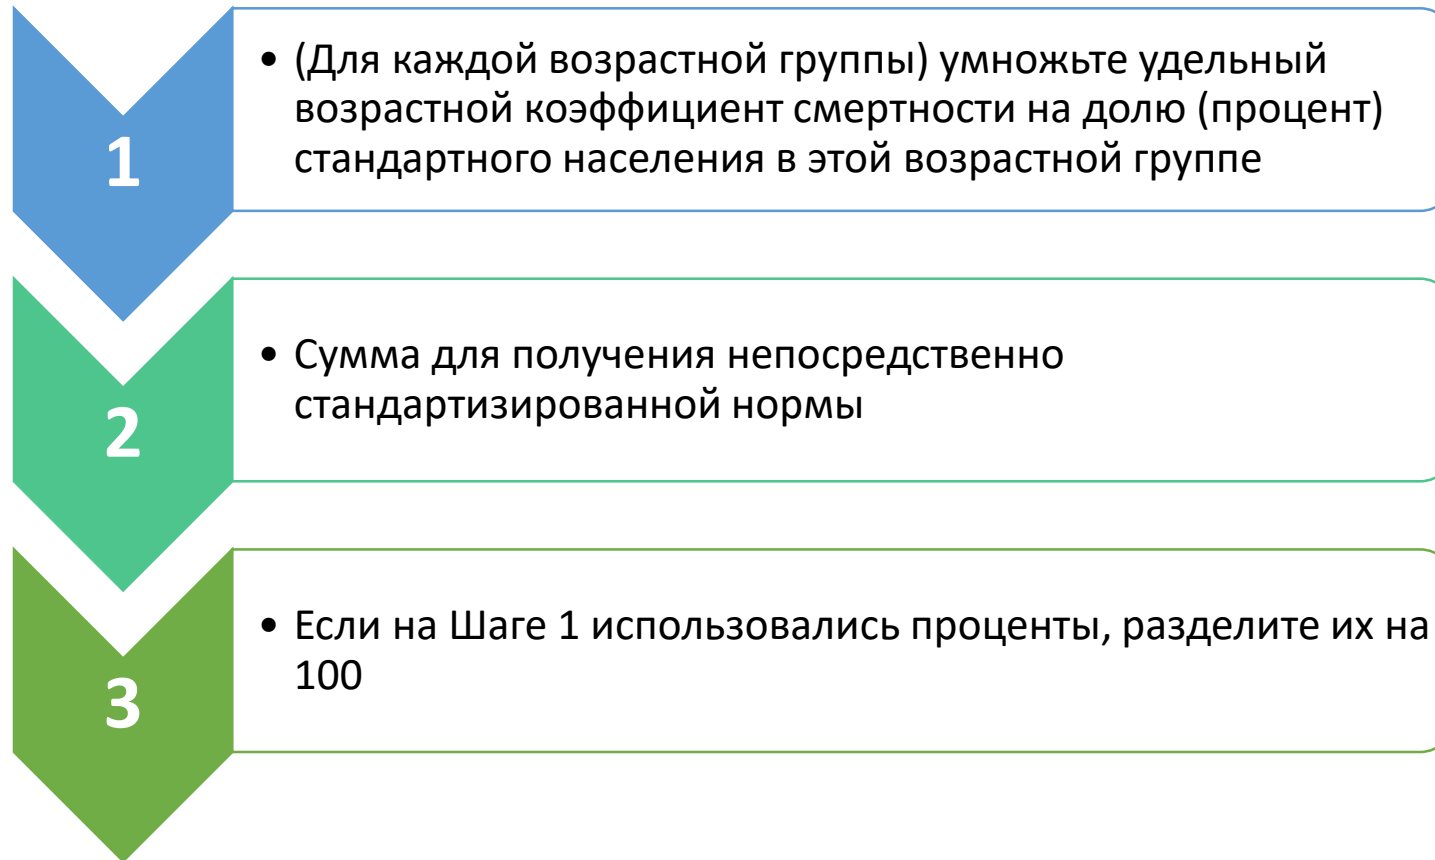 1
• (Для каждой возрастной группы) умножьте удельный
возрастной коэффициент смертности на долю (процент)
стандартного населения в этой возрастной группе
2
• Сумма для получения непосредственно
стандартизированной нормы
3
• Если на Шаге 1 использовались проценты, разделите их на
100